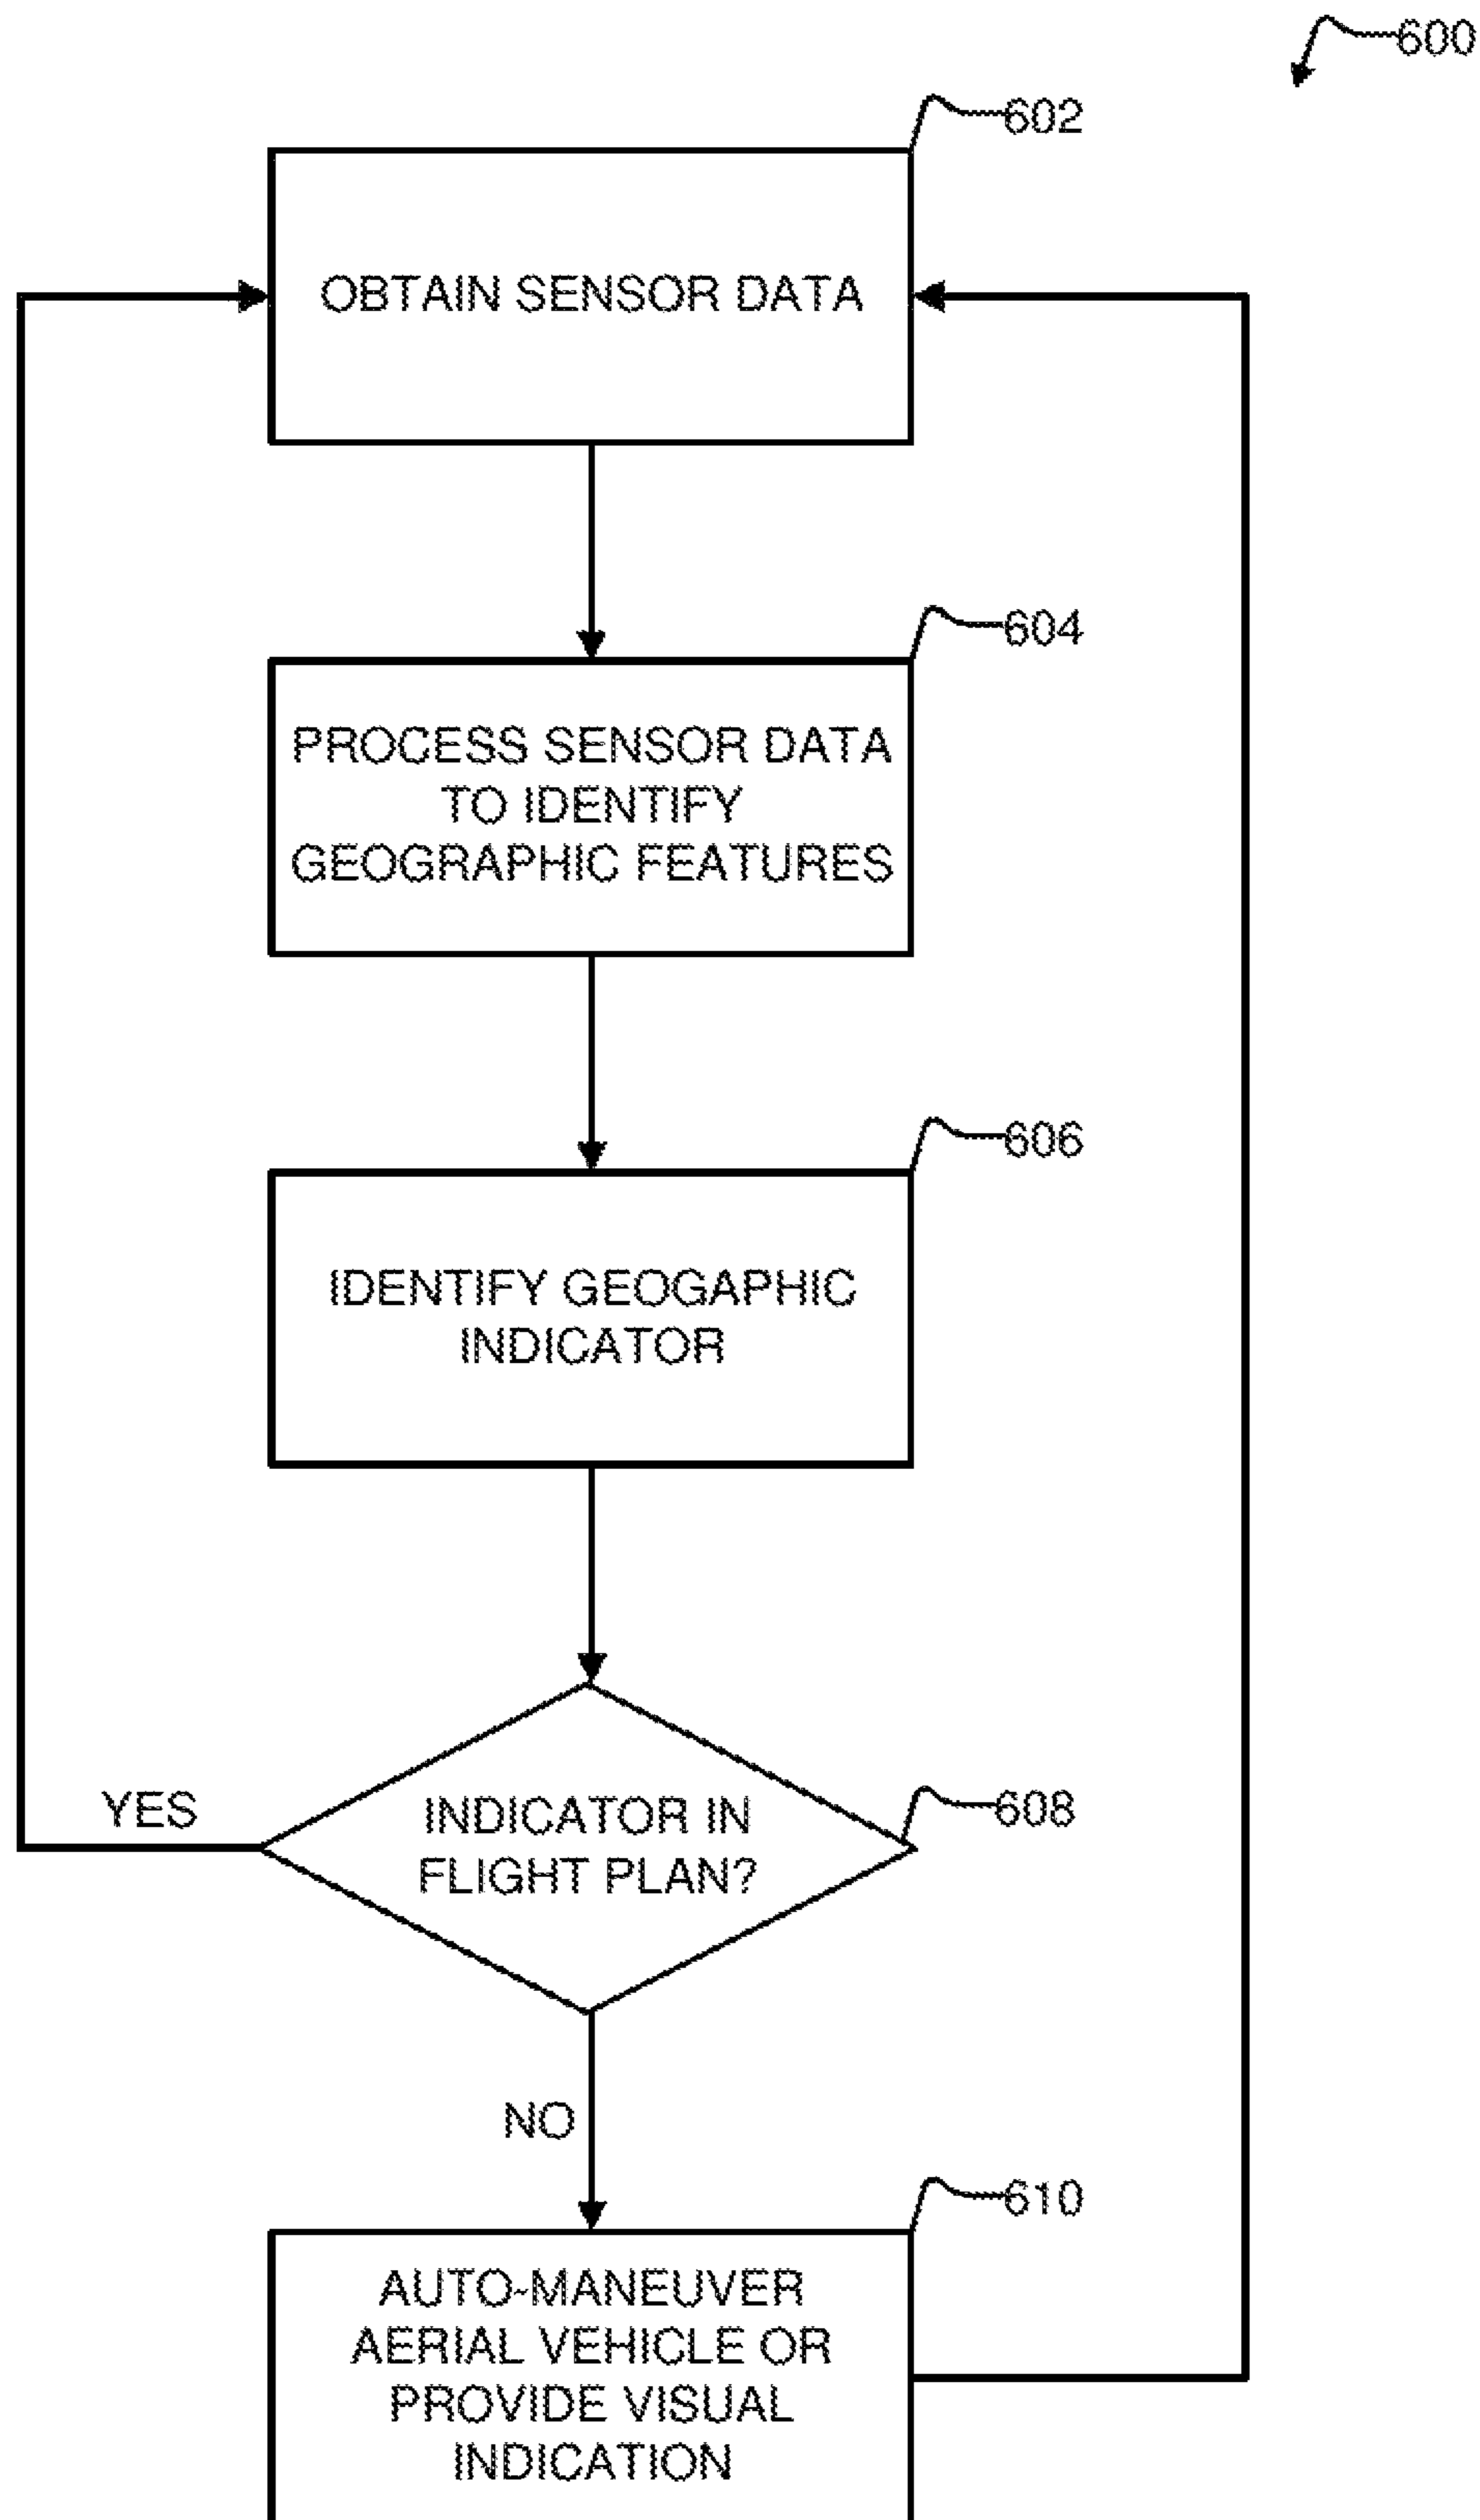 600
602
OBTAIN SENSOR DATA
604
PROCESS SENSOR DATA
TO IDENTIFY
GEOGRAPHIC FEATURES
606
IDENTIFY GEOGAPHIC
INDICATOR
608
YES
INDICATOR IN
FLIGHT PLAN?
NO
610
AUTO-MANEUVER
AERIAL VEHICLE OR
PROVIDE VISUAL
INDICATION